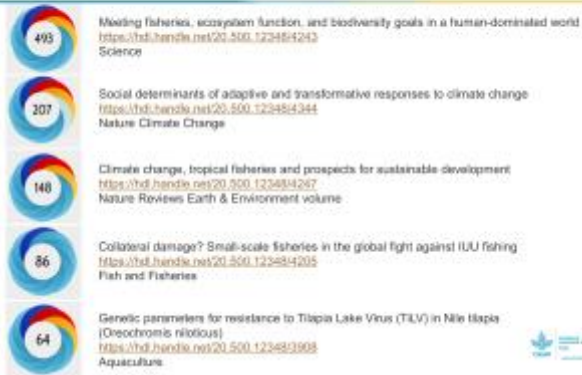 493
Meeting fisheries, ecosystem function, and biodiversity goals in a human-dominated world
https://hdl.handle.net/20.500.12348/4243
Science
207
Social determinants of adaptive and transformative responses to climate change
https://hdl.handle.net/20.500.12348/4344
Nature Climate Change
148
Climate change, tropical fisheries and prospects for sustainable development
https://hdl.handle.net/20.500.12348/4247
Nature Reviews Earth & Environment volume
86
Collateral damage? Small-scale fisheries in the global fight against IUU fishing
https://hdl.handle.net/20.500.12348/4205
Fish and Fisheries
64
Genetic parameters for resistance to Tilapia Lake Virus (TiLV) in Nile tilapia
(Oreochromis niloticus)
https://hdl.handle.net/20.500.12348/3908
Aquaculture
CGIAR